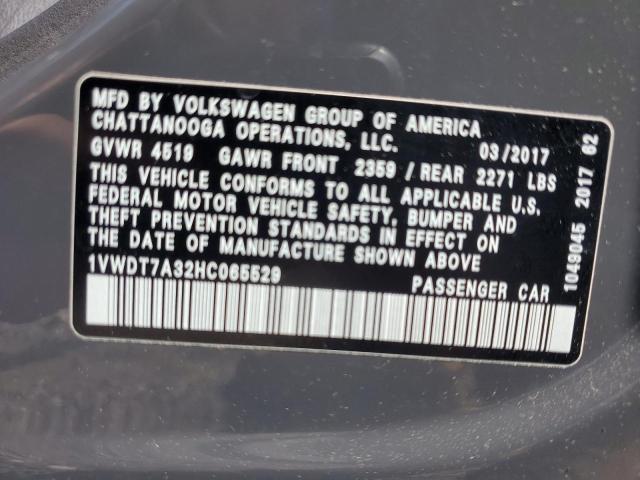 MFD BY VOLKSWAGEN GROUP OF AMERICA
CHATTANOOGA OPERATIONS, LLC. 03/2017
GVWR 4519 GAWR FRONT 2359 / REAR 2271 LBS
THIS VEHICLE CONFORMS TO ALL APPLICABLE U.S.
FEDERAL MOTOR VEHICLE SAFETY, BUMPER AND
THEFT PREVENTION STANDARDS IN EFFECT ON
THE DATE OF MANUFACTURE SHOWN ABOVE
1VWDT7A32HC065529 PASSENGER CAR
1049045 2017 62